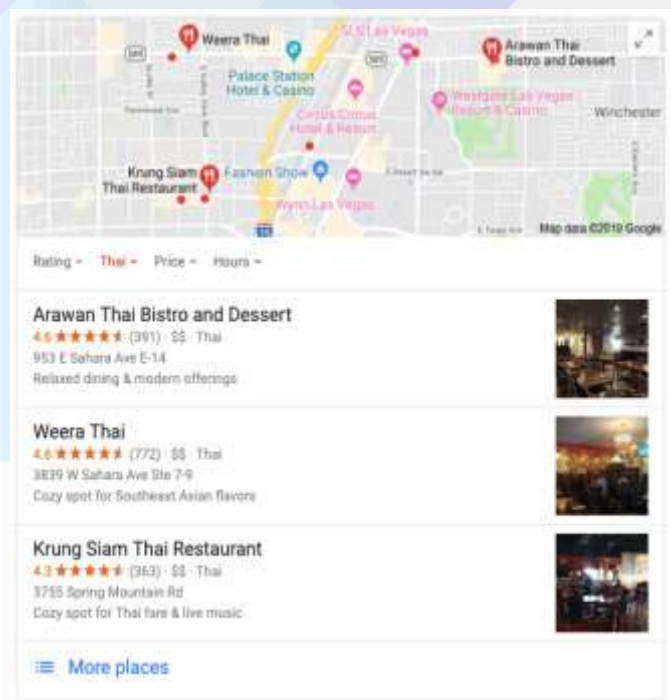 SLS Las Vegas
Weera Thai
Arawan Thai
Bistro and Dessert
Palace Station
Hotel & Casino
Westgate Las Vegas
Resort & Casino
Winchester
Circus Circus
Hotel & Resort
Krung Siam
Thai Restaurant
Fashion Show
Wynn Las Vegas
Map data ©2019 Google
Rating Thai Price Hours
Arawan Thai Bistro and Dessert
4.6 (391) · $$ · Thai
953 E Sahara Ave E-14
Relaxed dining & modern offerings
Weera Thai
4.6 (772) · $$ · Thai
3839 W Sahara Ave Ste 7-9
Cozy spot for Southeast Asian flavors
Krung Siam Thai Restaurant
4.3 (363) · $$ · Thai
3755 Spring Mountain Rd
Cozy spot for Thai fare & live music
More places